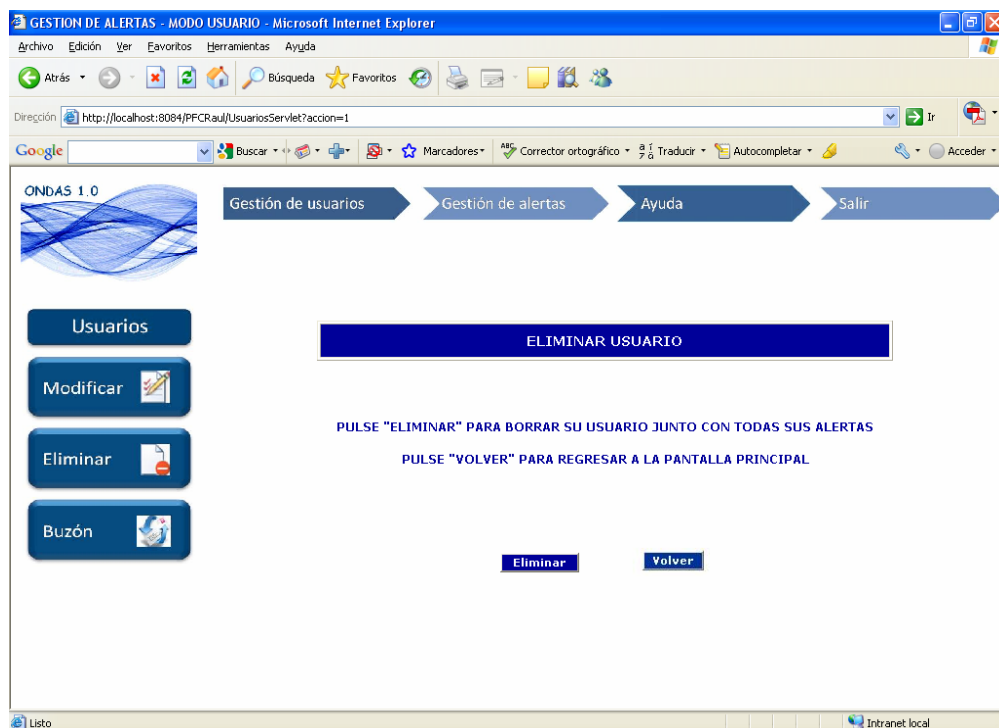 GESTION DE ALERTAS - MODO USUARIO - Microsoft Internet Explorer
Archivo Edición Ver Favoritos Herramientas Ayuda
Atrás Búsqueda Favoritos
Dirección http://localhost:8084/PFCRaul/UsuariosServlet?accion=1 Ir
Google Buscar Marcadores ABC Corrector ortográfico Traducir Autocompletar Acceder
ONDAS 1.0
Gestión de usuarios Gestión de alertas Ayuda Salir
Usuarios
Modificar
Eliminar
Buzón
ELIMINAR USUARIO
PULSE "ELIMINAR" PARA BORRAR SU USUARIO JUNTO CON TODAS SUS ALERTAS
PULSE "VOLVER" PARA REGRESAR A LA PANTALLA PRINCIPAL
Eliminar Volver
Listo Intranet local